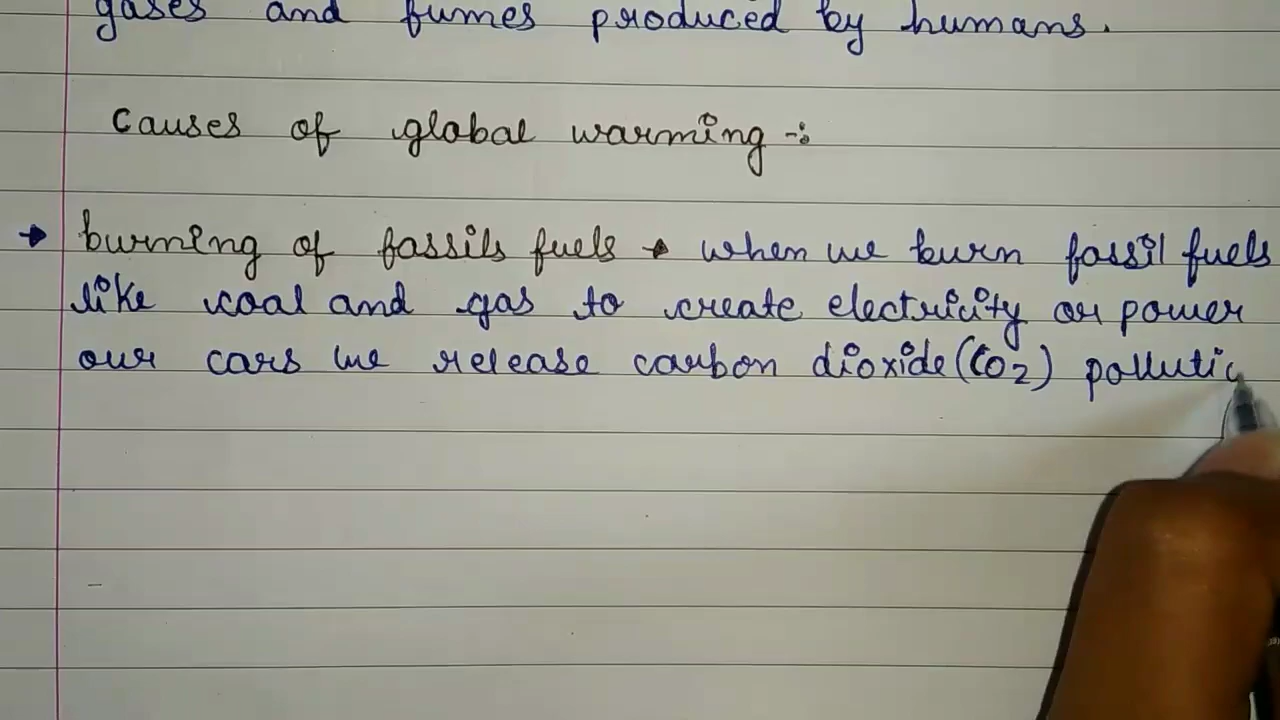 gases and fumes produced by humans.
Causes of global warming -:
→ burning of fassils fuels → when we burn fossil fuels
like coal and gas to create electricity or power
our cars we release carbon dioxide (CO2) pollutio